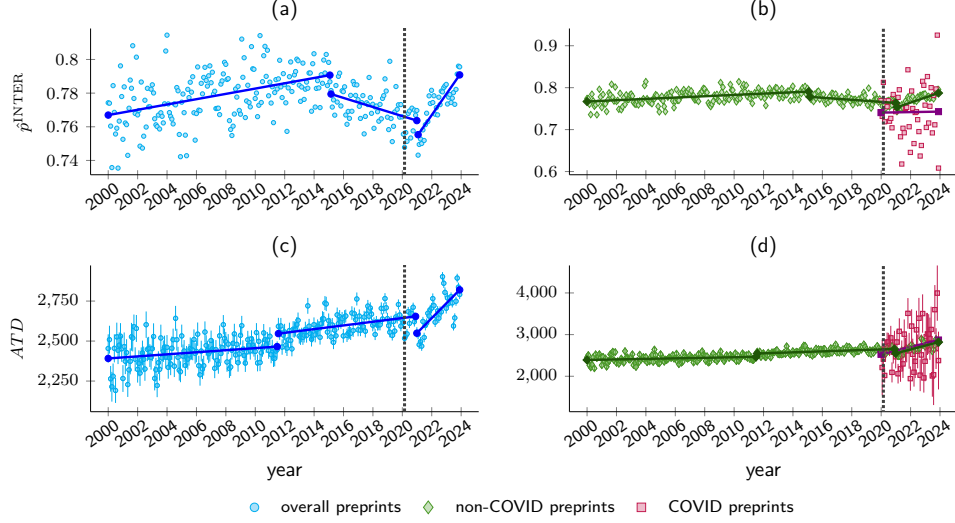 (a)
(b)
p̂^INTER
0.8
0.78
0.76
0.74
2000 2002 2004 2006 2008 2010 2012 2014 2016 2018 2020 2022 2024
0.9
0.8
0.7
0.6
2000 2002 2004 2006 2008 2010 2012 2014 2016 2018 2020 2022 2024
(c)
(d)
ATD
2,750
2,500
2,250
2000 2002 2004 2006 2008 2010 2012 2014 2016 2018 2020 2022 2024
year
4,000
3,000
2,000
2000 2002 2004 2006 2008 2010 2012 2014 2016 2018 2020 2022 2024
year
overall preprints non-COVID preprints COVID preprints